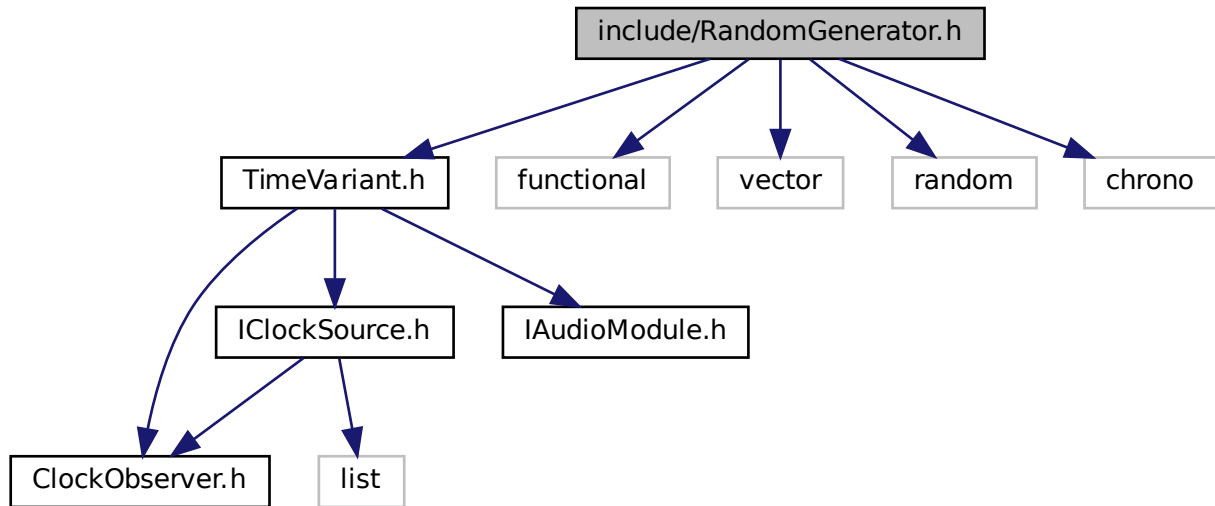 include/RandomGenerator.h
TimeVariant.h
functional
vector
random
chrono
IClockSource.h
IAudioModule.h
ClockObserver.h
list